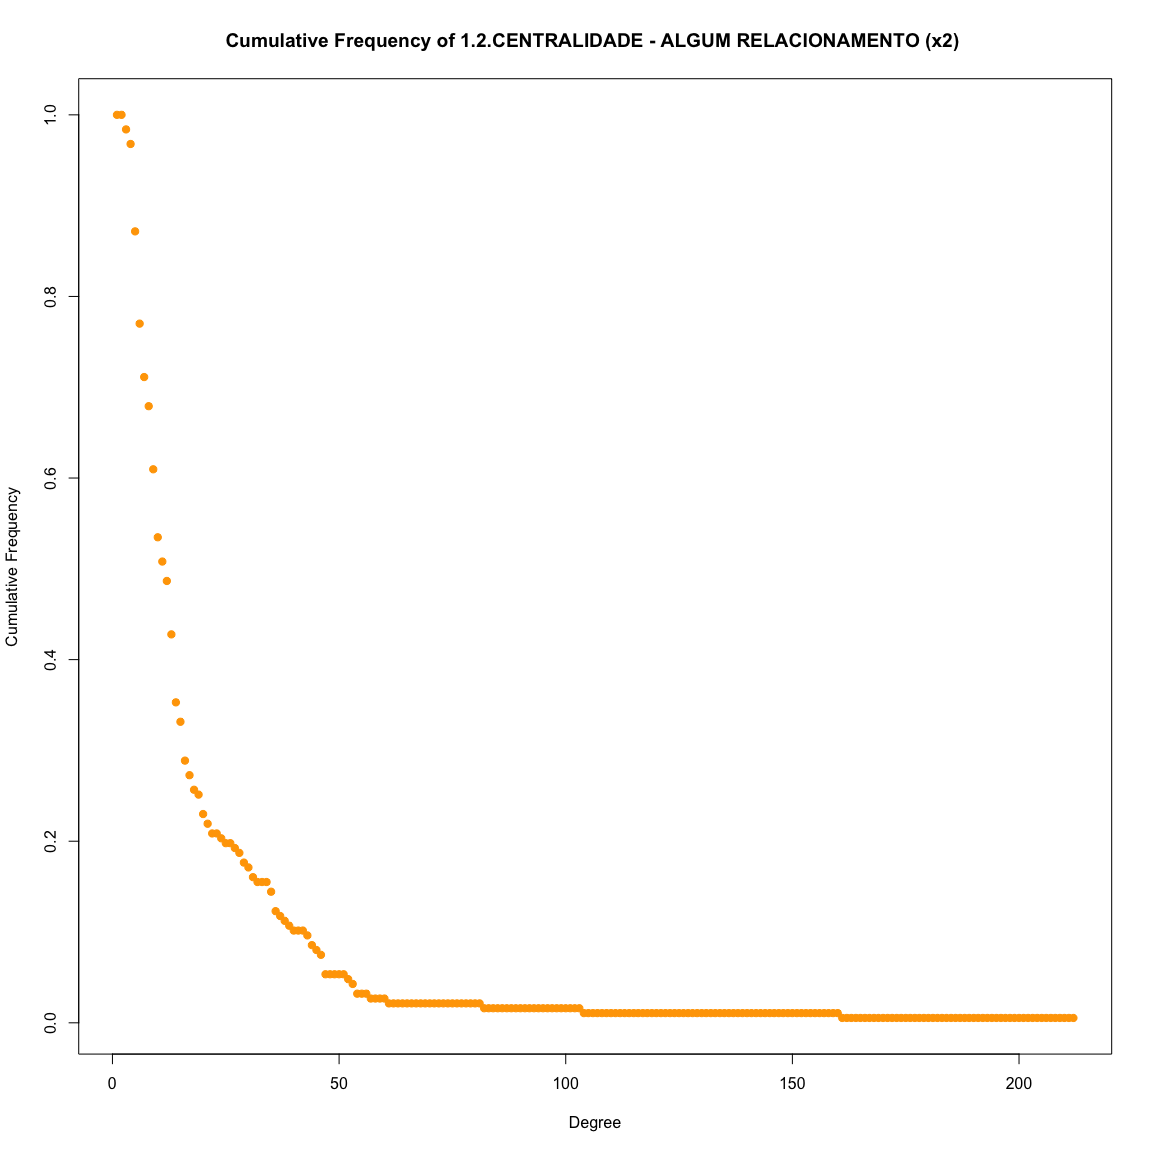 Cumulative Frequency of 1.2.CENTRALIDADE - ALGUM RELACIONAMENTO (x2)
Cumulative Frequency
1.0
0.8
0.6
0.4
0.2
0.0
0 50 100 150 200
Degree